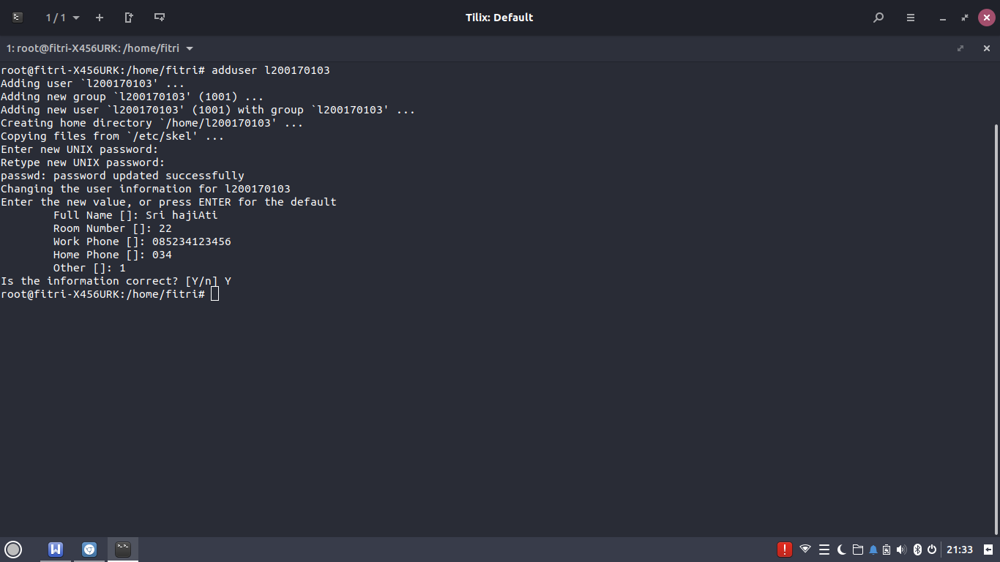 1 / 1
Tilix: Default
1: root@fitri-X456URK: /home/fitri
root@fitri-X456URK:/home/fitri# adduser l200170103
Adding user `l200170103' ...
Adding new group `l200170103' (1001) ...
Adding new user `l200170103' (1001) with group `l200170103' ...
Creating home directory `/home/l200170103' ...
Copying files from `/etc/skel' ...
Enter new UNIX password:
Retype new UNIX password:
passwd: password updated successfully
Changing the user information for l200170103
Enter the new value, or press ENTER for the default
        Full Name []: Sri hajiAti
        Room Number []: 22
        Work Phone []: 085234123456
        Home Phone []: 034
        Other []: 1
Is the information correct? [Y/n] Y
root@fitri-X456URK:/home/fitri#
W
21:33